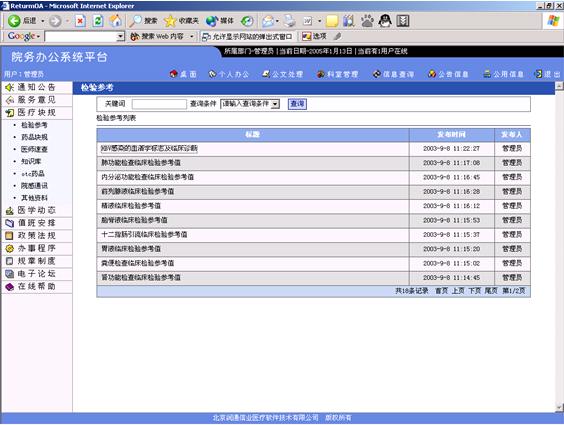 ReturnOA - Microsoft Internet Explorer
后退 搜索 收藏夹 媒体
Google 搜索 Web 内容 允许显示网站的弹出式窗口 选项
院务办公系统平台
所属部门-管理员|当前日期-2005年1月13日|当前有1用户在线
用户:管理员
桌面 个人办公 公文处理 科室管理 信息查询 公告信息 公用信息 退出
通知公告
服务意见
医疗块规
检验参考
药品块规
医师速查
知识库
otc药品
院感通讯
其他资料
医学动态
值班安排
政策法规
办事程序
规章制度
电子论坛
在线帮助
检验参考
关键词 查询条件 请输入查询条件 查询
检验参考列表
标题 发布时间 发布人
感染的血清学标志及临床诊断 2003-9-8 11:22:27 管理员
肺功能检查临床检验参考值 2003-9-8 11:17:08 管理员
内分泌功能检查临床检验参考值 2003-9-8 11:16:45 管理员
前列腺液临床检验参考值 2003-9-8 11:16:28 管理员
精液临床检验参考值 2003-9-8 11:16:12 管理员
脑脊液临床检验参考值 2003-9-8 11:15:53 管理员
十二指肠引流临床检验参考值 2003-9-8 11:15:37 管理员
胃液临床检验参考值 2003-9-8 11:15:20 管理员
粪便检查临床检验参考值 2003-9-8 11:15:02 管理员
肾功能检查临床检验参考值 2003-9-8 11:14:45 管理员
共18条记录 首页 上页 下页 尾页 第1/2页
北京润通信业医疗软件技术有限公司 版权所有